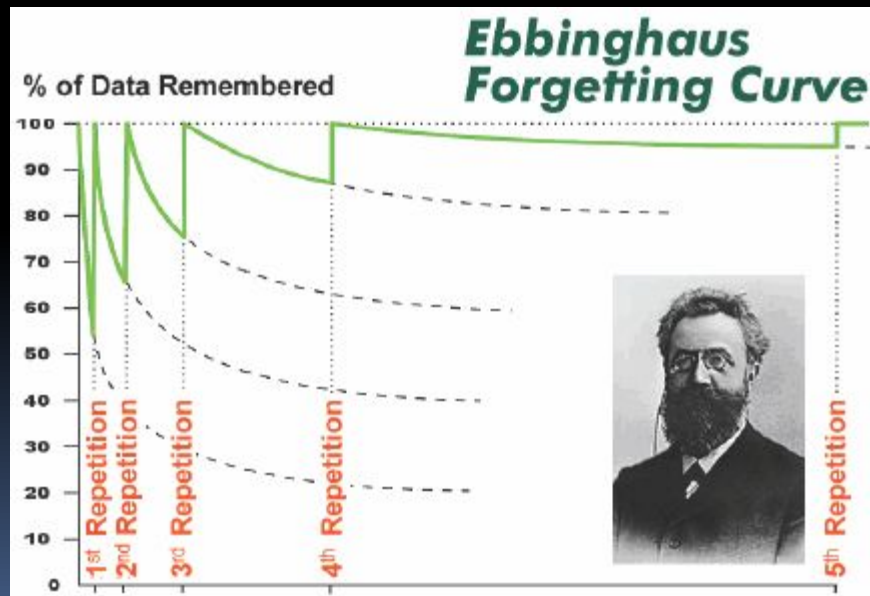 Ebbinghaus
Forgetting Curve
% of Data Remembered
100
90
80
70
60
50
40
30
20
10
0
1st Repetition
2nd Repetition
3rd Repetition
4th Repetition
5th Repetition